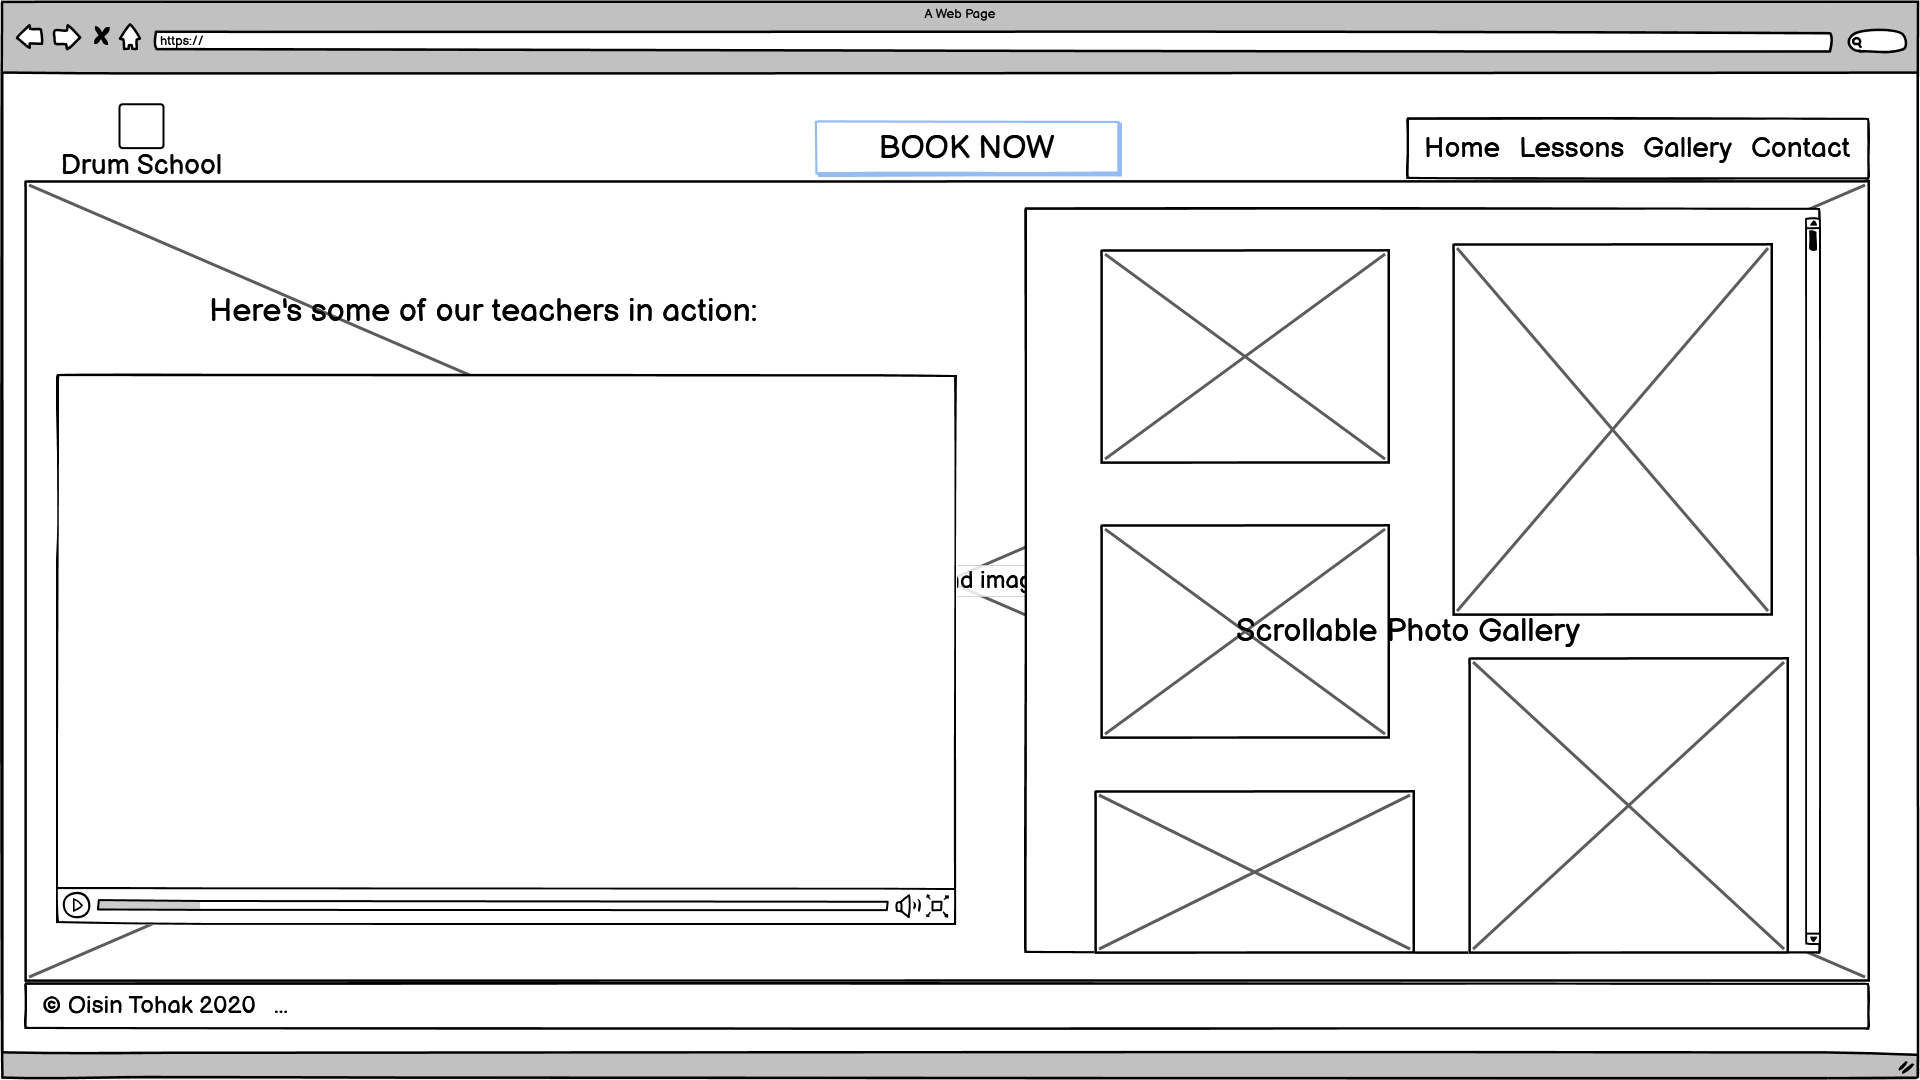 A Web Page
https://
Drum School
BOOK NOW
Home Lessons Gallery Contact
Here's some of our teachers in action:
Scrollable Photo Gallery
© Oisin Tohak 2020 ...